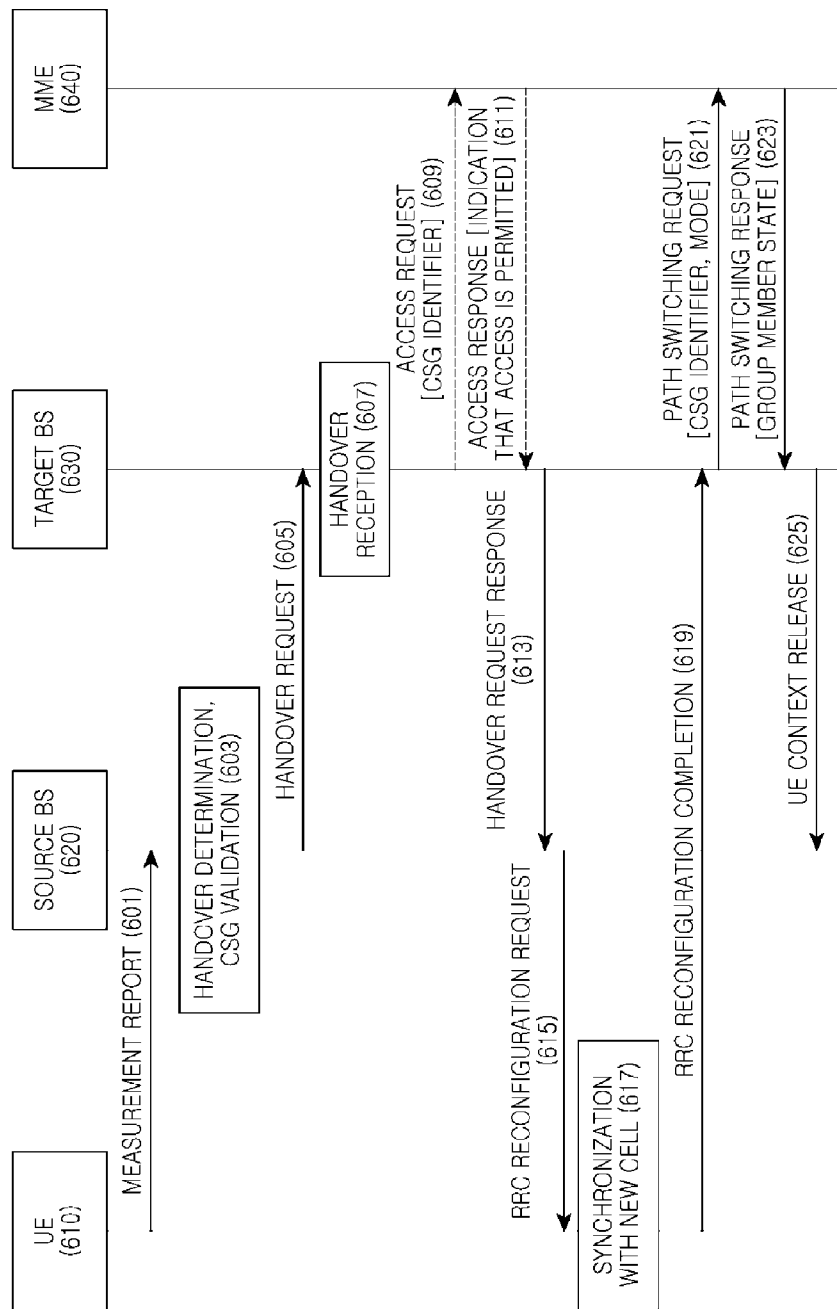 UE
(610)
SOURCE BS
(620)
TARGET BS
(630)
MME
(640)
MEASUREMENT REPORT (601)
HANDOVER DETERMINATION,
CSG VALIDATION (603)
HANDOVER REQUEST (605)
HANDOVER
RECEPTION (607)
ACCESS REQUEST
[CSG IDENTIFIER] (609)
ACCESS RESPONSE [INDICATION
THAT ACCESS IS PERMITTED] (611)
HANDOVER REQUEST RESPONSE
(613)
RRC RECONFIGURATION REQUEST
(615)
SYNCHRONIZATION
WITH NEW CELL (617)
RRC RECONFIGURATION COMPLETION (619)
PATH SWITCHING REQUEST
[CSG IDENTIFIER, MODE] (621)
PATH SWITCHING RESPONSE
[GROUP MEMBER STATE] (623)
UE CONTEXT RELEASE (625)